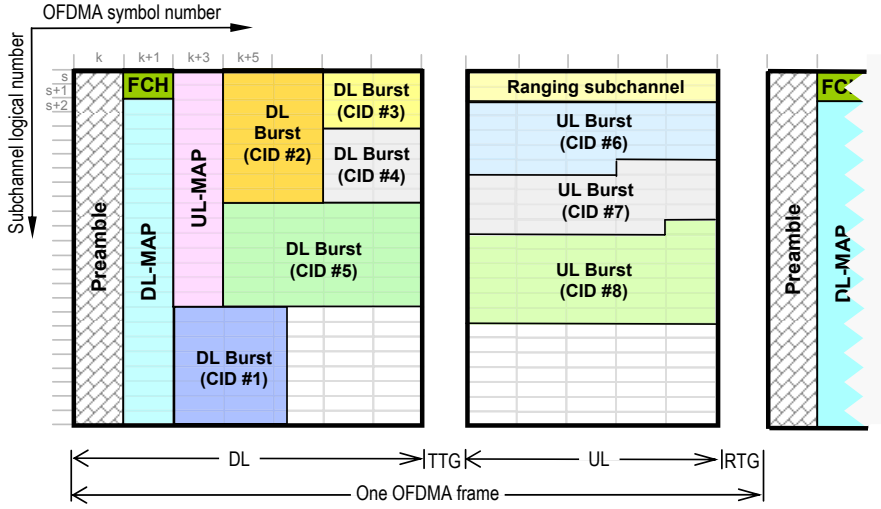 OFDMA symbol number
Subchannel logical number
k
k+1
k+3
k+5
s
s+1
s+2
Preamble
FCH
DL-MAP
UL-MAP
DL
Burst
(CID #2)
DL Burst
(CID #3)
DL Burst
(CID #4)
DL Burst
(CID #5)
DL Burst
(CID #1)
Ranging subchannel
UL Burst
(CID #6)
UL Burst
(CID #7)
UL Burst
(CID #8)
Preamble
FCH
DL-MAP
DL
TTG
UL
RTG
One OFDMA frame